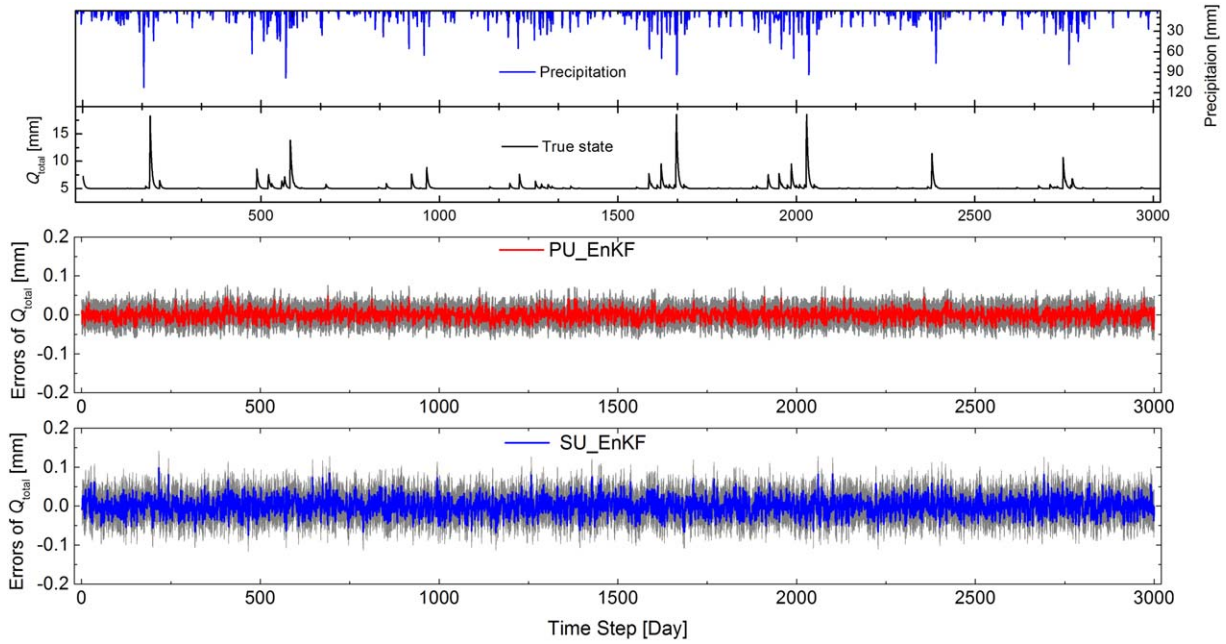 Precipitation
30
60
90
120
Precipitaion [mm]
15
10
5
Q_total [mm]
True state
500 1000 1500 2000 2500 3000
0.2
0.1
0.0
-0.1
-0.2
Errors of Q_total [mm]
PU_EnKF
0 500 1000 1500 2000 2500 3000
0.2
0.1
0.0
-0.1
-0.2
Errors of Q_total [mm]
SU_EnKF
0 500 1000 1500 2000 2500 3000
Time Step [Day]